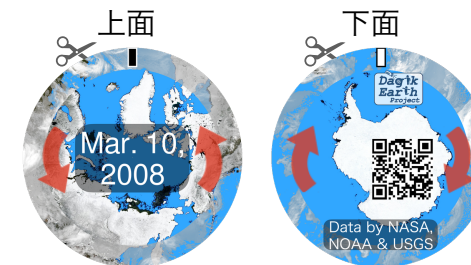 上面
下面
Mar. 10,
2008
Dagik
Earth
Project
Data by NASA,
NOAA & USGS